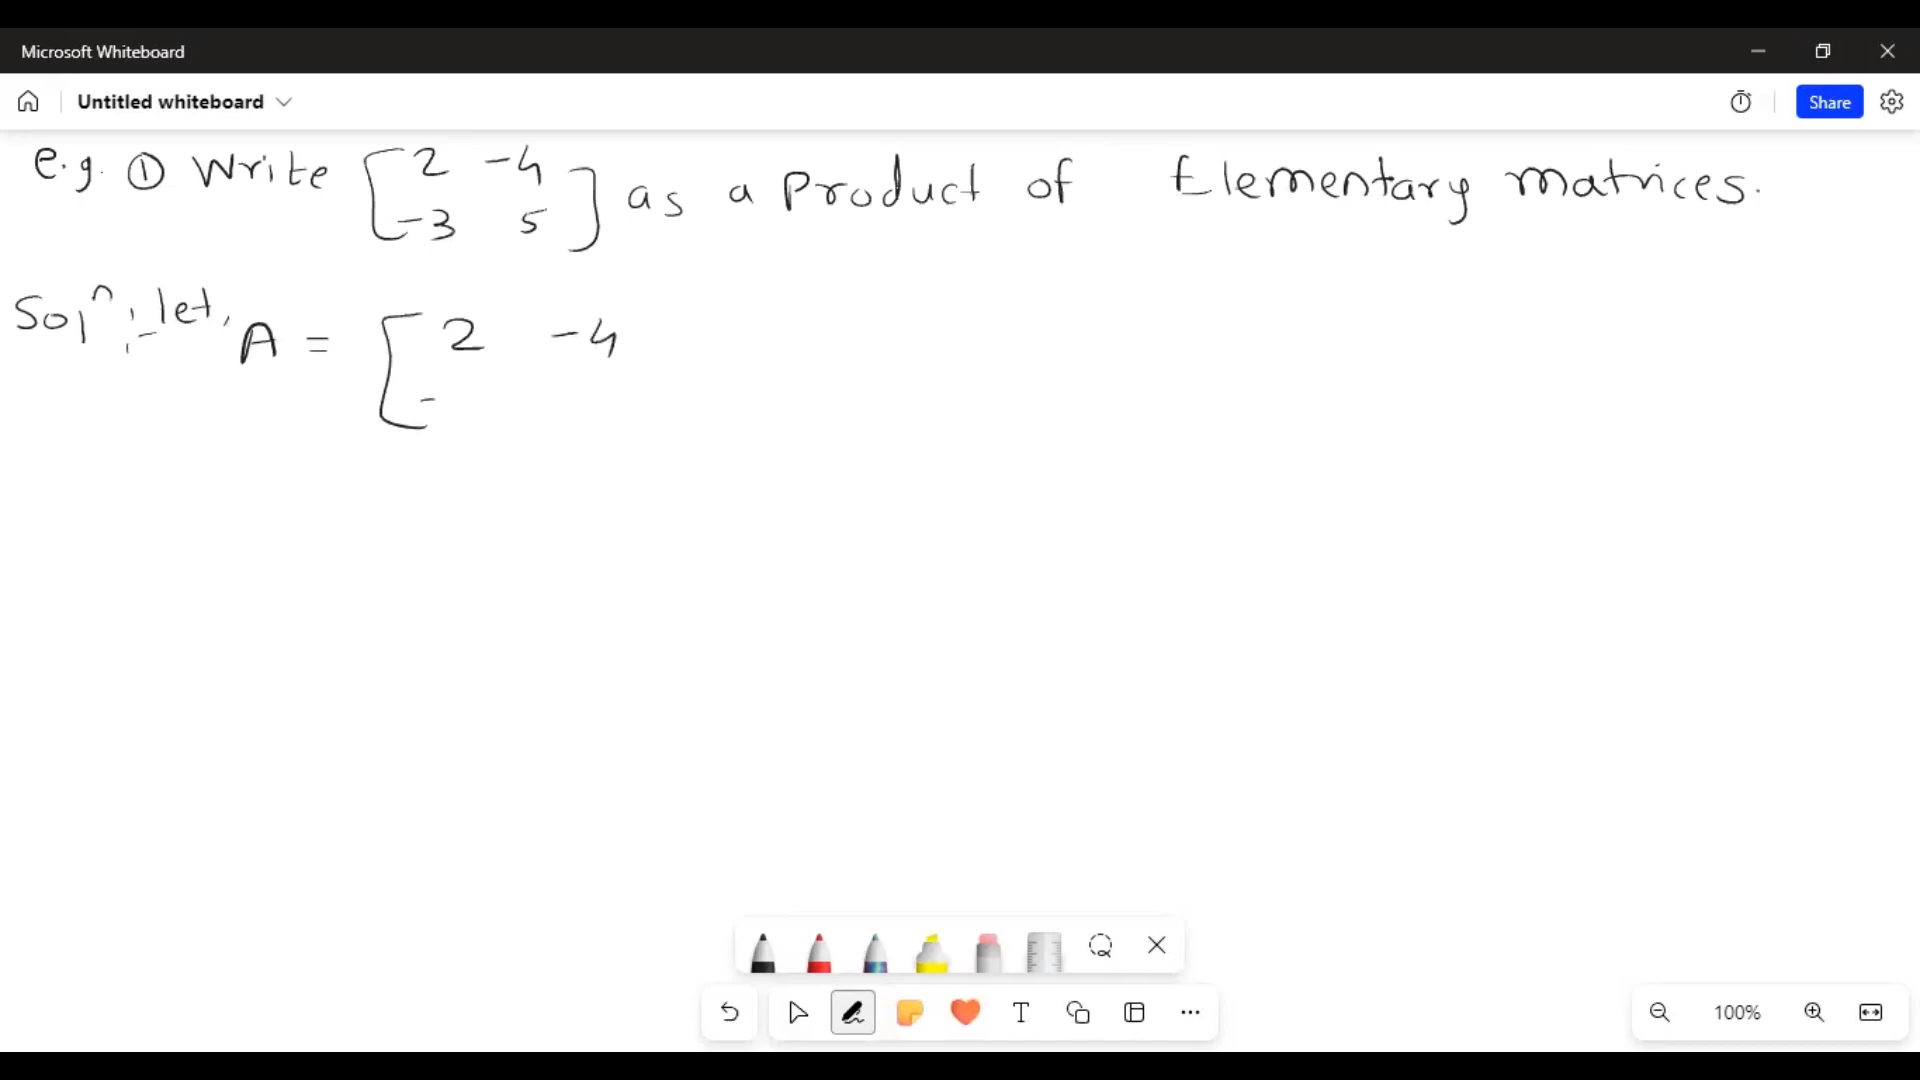 Microsoft Whiteboard
Untitled whiteboard
Share
e.g. ① Write [2 -4
-3 5] as a Product of Elementary matrices.
Solⁿ :- let, A = [2 -4
-
100%